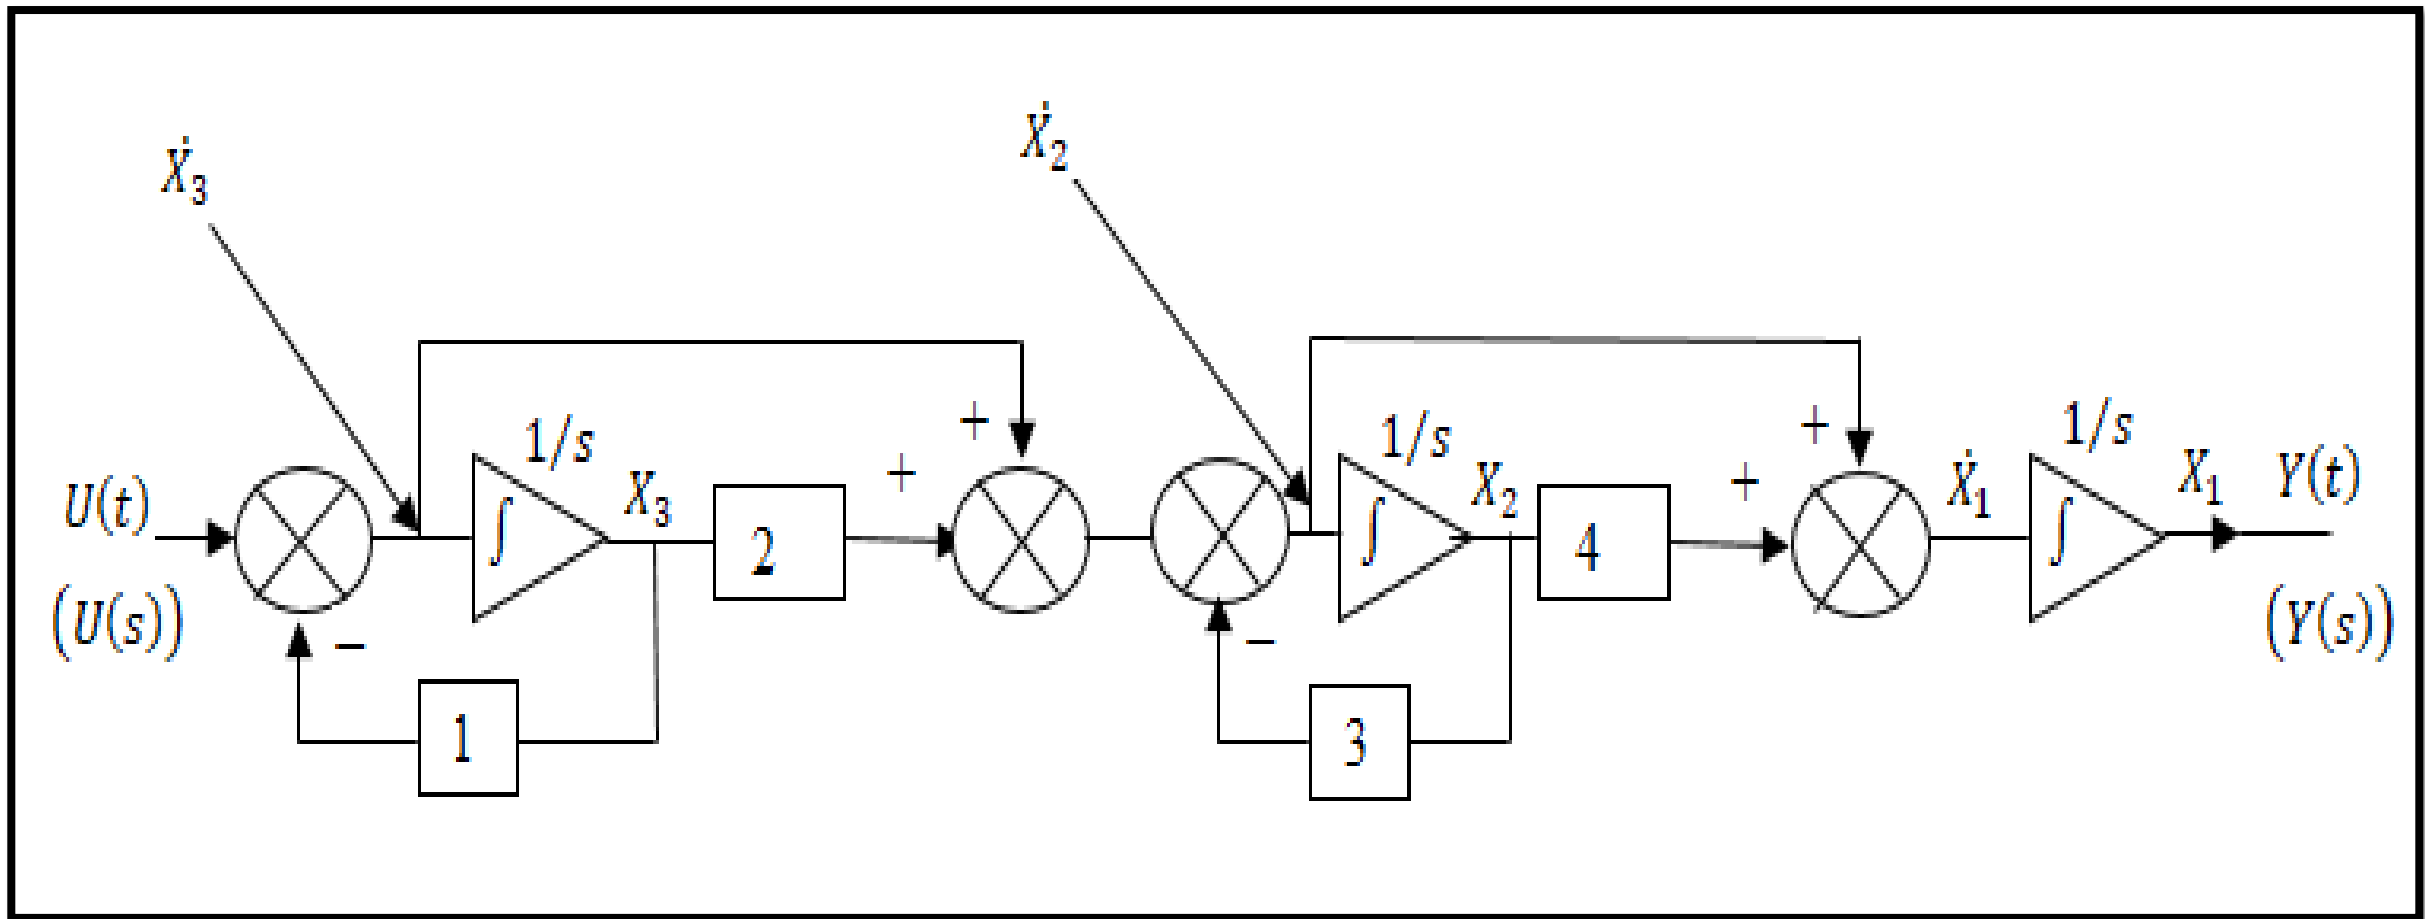 Ẋ₃
Ẋ₂
+
1/s
+
1/s
+
1/s
U(t)
∫
X₃
2
+
∫
X₂
4
+
Ẋ₁
∫
X₁
Y(t)
(U(s))
−
−
(Y(s))
1
3